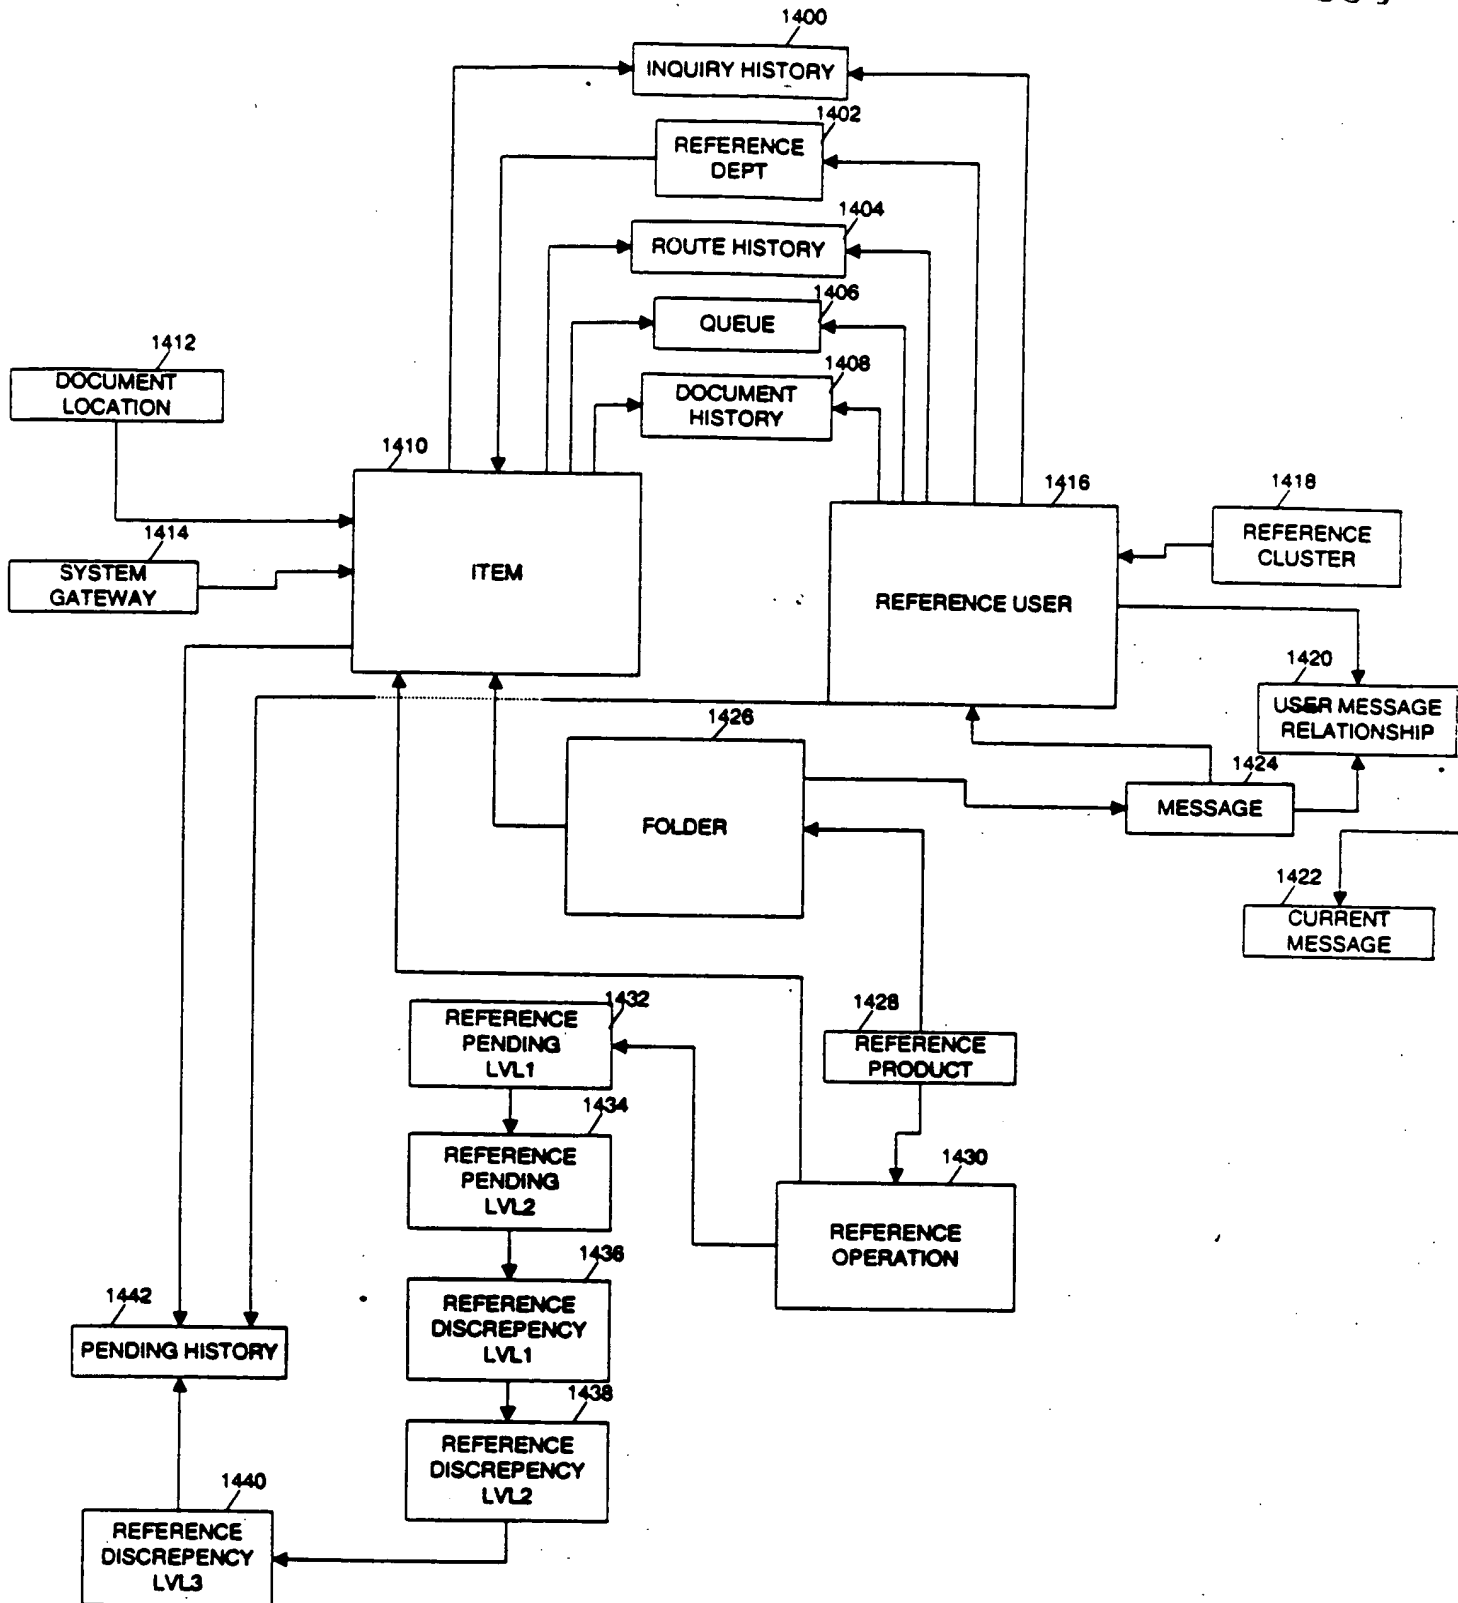 1400
INQUIRY HISTORY
1402
REFERENCE
DEPT
1404
ROUTE HISTORY
1406
QUEUE
1408
DOCUMENT
HISTORY
1412
DOCUMENT
LOCATION
1410
ITEM
1414
SYSTEM
GATEWAY
1416
REFERENCE USER
1418
REFERENCE
CLUSTER
1420
USER MESSAGE
RELATIONSHIP
1424
MESSAGE
1422
CURRENT
MESSAGE
1426
FOLDER
1428
REFERENCE
PRODUCT
1430
REFERENCE
OPERATION
1432
REFERENCE
PENDING
LVL1
1434
REFERENCE
PENDING
LVL2
1436
REFERENCE
DISCREPENCY
LVL1
1438
REFERENCE
DISCREPENCY
LVL2
1440
REFERENCE
DISCREPENCY
LVL3
1442
PENDING HISTORY